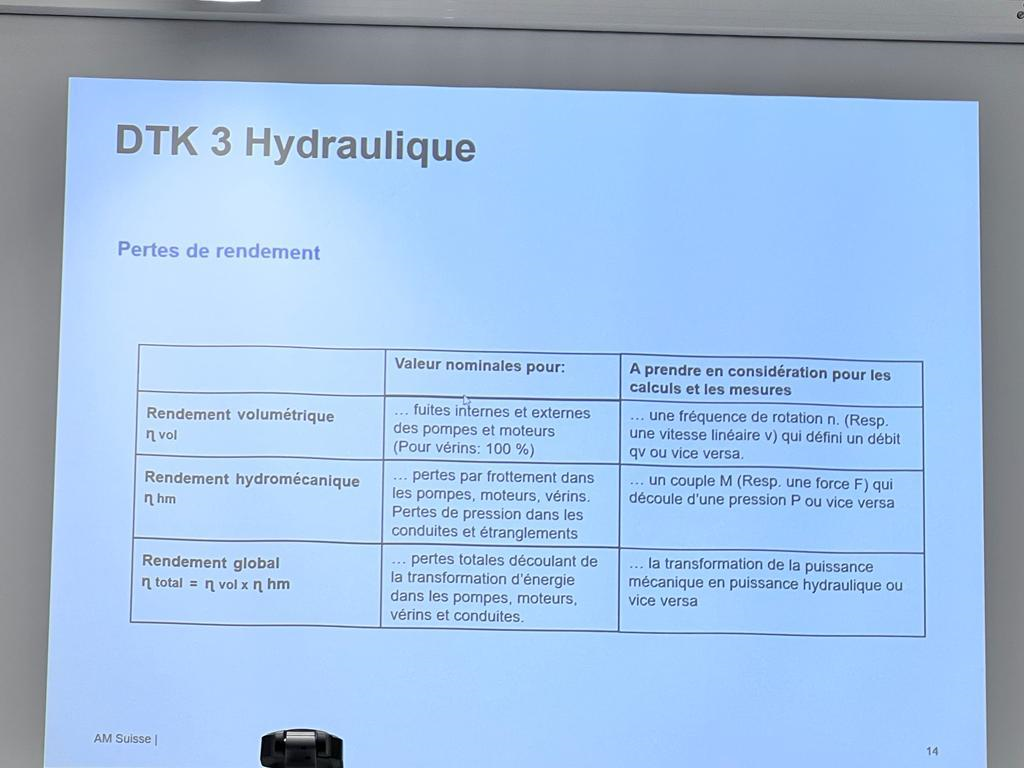 DTK 3 Hydraulique
Pertes de rendement
Valeur nominales pour:
A prendre en considération pour les
calculs et les mesures
Rendement volumétrique
η vol
… fuites internes et externes
des pompes et moteurs
(Pour vérins: 100 %)
… une fréquence de rotation n. (Resp.
une vitesse linéaire v) qui défini un débit
qv ou vice versa.
Rendement hydromécanique
η hm
… pertes par frottement dans
les pompes, moteurs, vérins.
Pertes de pression dans les
conduites et étranglements
… un couple M (Resp. une force F) qui
découle d'une pression P ou vice versa
Rendement global
η total = η vol x η hm
… pertes totales découlant de
la transformation d'énergie
dans les pompes, moteurs,
vérins et conduites.
… la transformation de la puissance
mécanique en puissance hydraulique ou
vice versa
AM Suisse |
14